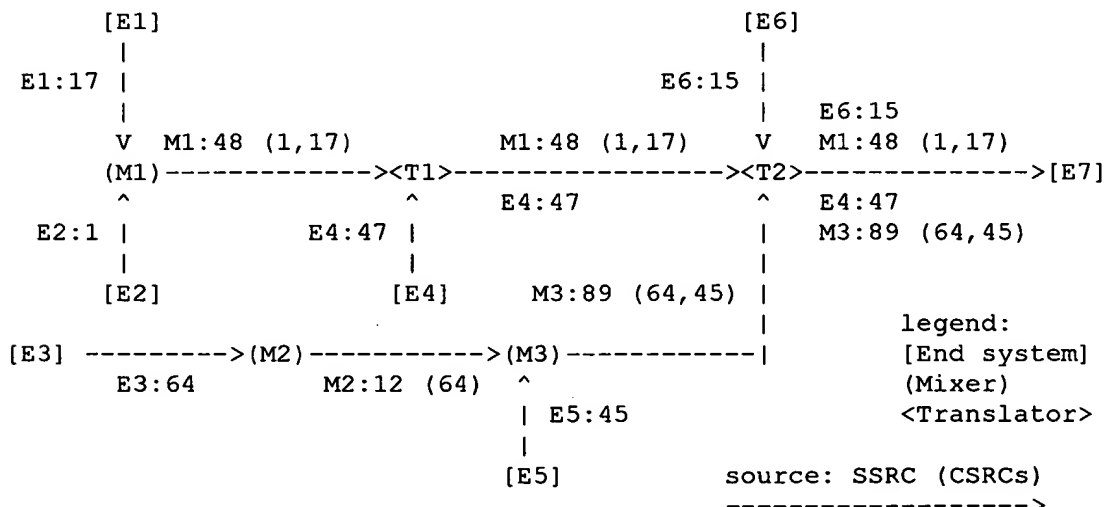 [E1] [E6]
E1:17 E6:15
E6:15
M1:48 (1,17) M1:48 (1,17) M1:48 (1,17)
(M1) <T1> <T2> [E7]
E4:47 E4:47
E2:1 E4:47 M3:89 (64,45)
[E2] [E4] M3:89 (64,45)
legend:
[E3] (M2) (M3) [End system]
E3:64 M2:12 (64) (Mixer)
E5:45 <Translator>
[E5] source: SSRC (CSRCs)